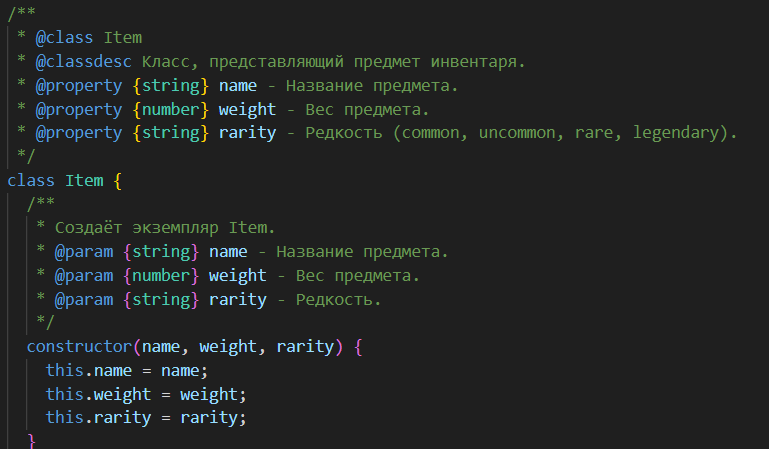 /**
 * @class Item
 * @classdesc Класс, представляющий предмет инвентаря.
 * @property {string} name - Название предмета.
 * @property {number} weight - Вес предмета.
 * @property {string} rarity - Редкость (common, uncommon, rare, legendary).
 */
class Item {
  /**
   * Создаёт экземпляр Item.
   * @param {string} name - Название предмета.
   * @param {number} weight - Вес предмета.
   * @param {string} rarity - Редкость.
   */
  constructor(name, weight, rarity) {
    this.name = name;
    this.weight = weight;
    this.rarity = rarity;
  }